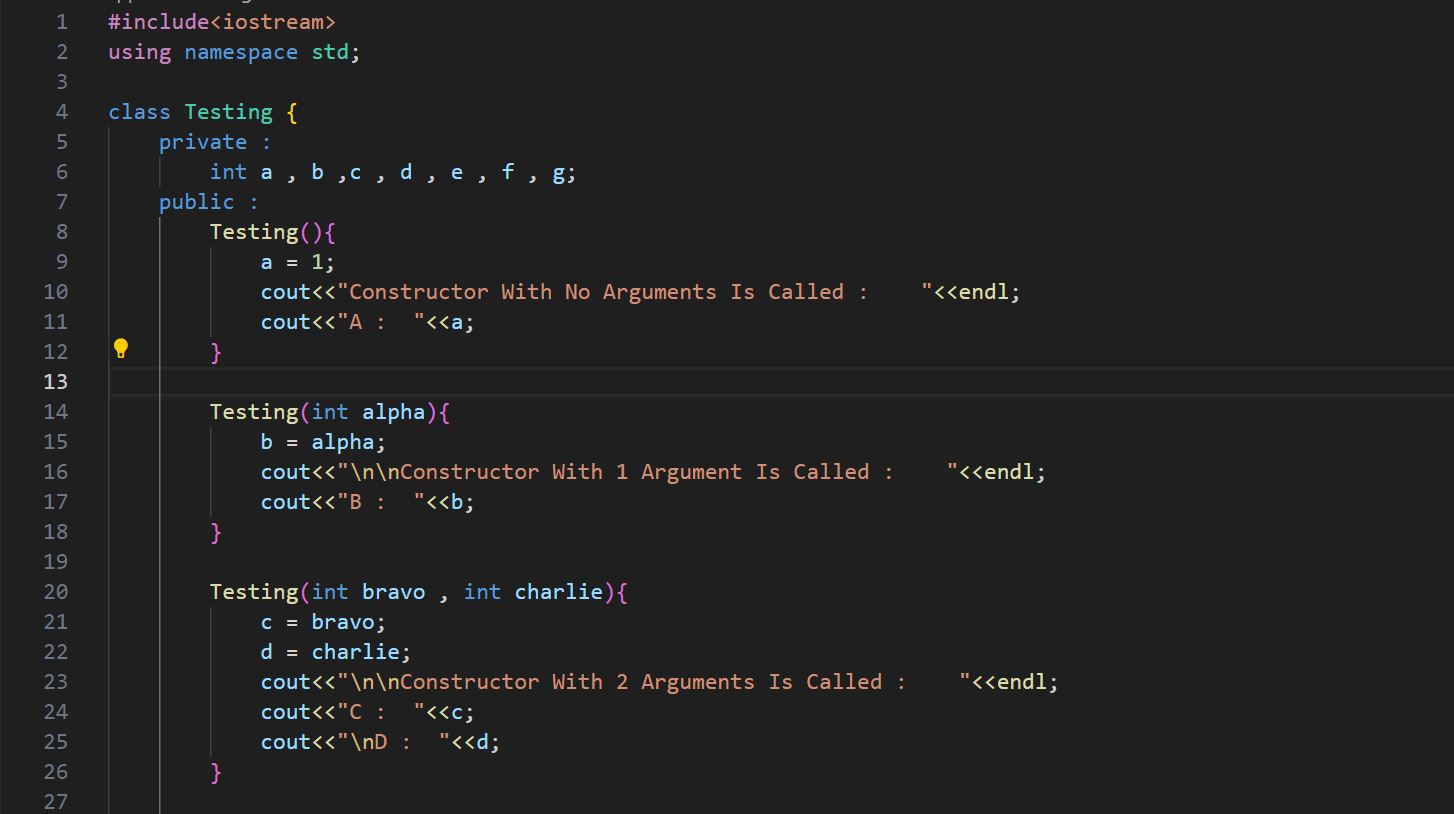 1 #include<iostream>
2 using namespace std;
3
4 class Testing {
5     private :
6         int a , b ,c , d , e , f , g;
7     public :
8         Testing(){
9             a = 1;
10             cout<<"Constructor With No Arguments Is Called :    "<<endl;
11             cout<<"A :  "<<a;
12         }
13
14         Testing(int alpha){
15             b = alpha;
16             cout<<"\n\nConstructor With 1 Argument Is Called :    "<<endl;
17             cout<<"B :  "<<b;
18         }
19
20         Testing(int bravo , int charlie){
21             c = bravo;
22             d = charlie;
23             cout<<"\n\nConstructor With 2 Arguments Is Called :    "<<endl;
24             cout<<"C :  "<<c;
25             cout<<"\nD :  "<<d;
26         }
27